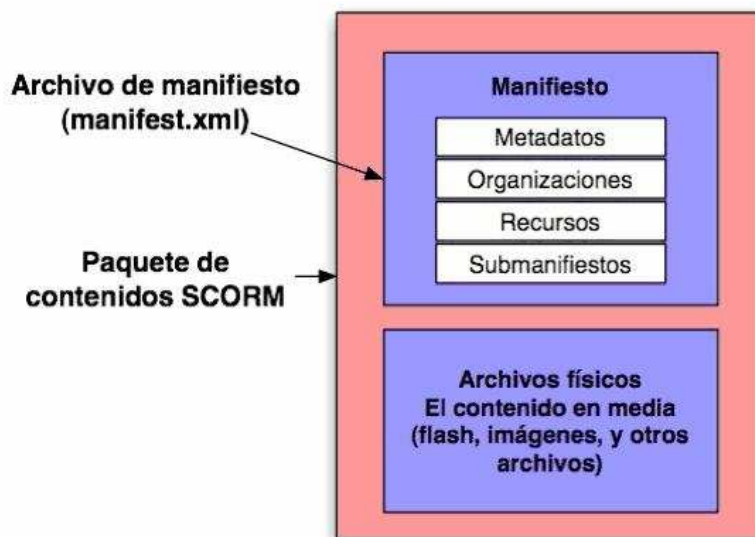 Archivo de manifiesto
(manifest.xml)
Paquete de
contenidos SCORM
Manifiesto
Metadatos
Organizaciones
Recursos
Submanifiestos
Archivos físicos
El contenido en media
(flash, imágenes, y otros
archivos)